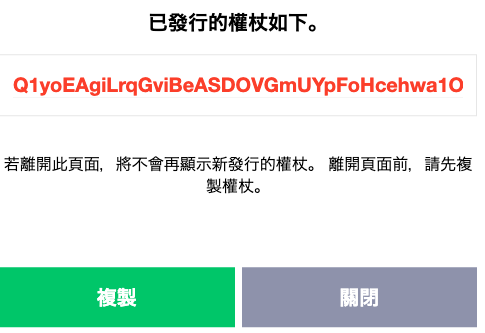 已發行的權杖如下。
Q1yoEAgiLrqGviBeASDOVGmUYpFoHcehwa1O
若離開此頁面，將不會再顯示新發行的權杖。 離開頁面前，請先複
製權杖。
複製
關閉